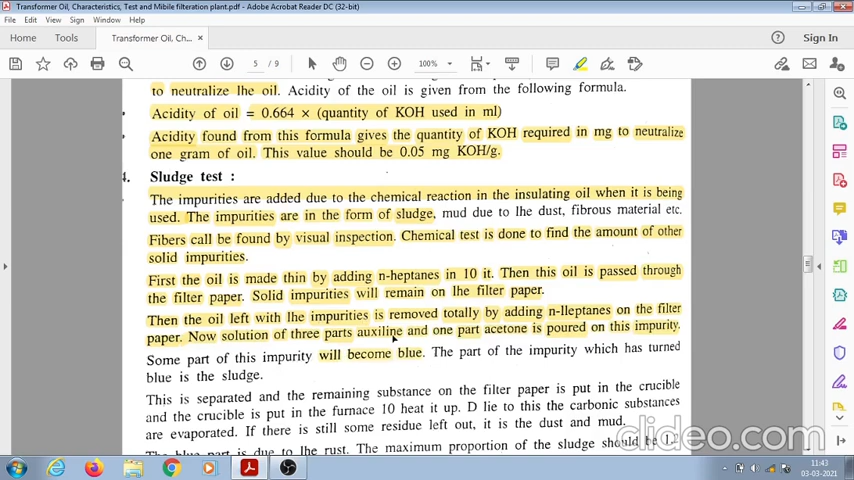 Transformer Oil, Characteristics, Test and Mibile filteration plant.pdf - Adobe Acrobat Reader DC (32-bit)
File Edit View Sign Window Help
Home Tools Transformer Oil, Ch... × Sign In
5 / 9 100%
to neutralize lhe oil. Acidity of the oil is given from the following formula.
Acidity of oil = 0.664 × (quantity of KOH used in ml)
Acidity found from this formula gives the quantity of KOH required in mg to neutralize
one gram of oil. This value should be 0.05 mg KOH/g.
4. Sludge test :
The impurities are added due to the chemical reaction in the insulating oil when it is being
used. The impurities are in the form of sludge, mud due to lhe dust, fibrous material etc.
Fibers call be found by visual inspection. Chemical test is done to find the amount of other
solid impurities.
First the oil is made thin by adding n-heptanes in 10 it. Then this oil is passed through
the filter paper. Solid impurities will remain on lhe filter paper.
Then the oil left with lhe impurities is removed totally by adding n-lleptanes on the filter
paper. Now solution of three parts auxiline and one part acetone is poured on this impurity.
Some part of this impurity will become blue. The part of the impurity which has turned
blue is the sludge.
This is separated and the remaining substance on the filter paper is put in the crucible
and the crucible is put in the furnace 10 heat it up. D lie to this the carbonic substances
are evaporated. If there is still some residue left out, it is the dust and mud.
The blue part is due to lhe rust. The maximum proportion of the sludge should be
clideo.com
11:43
03-03-2021